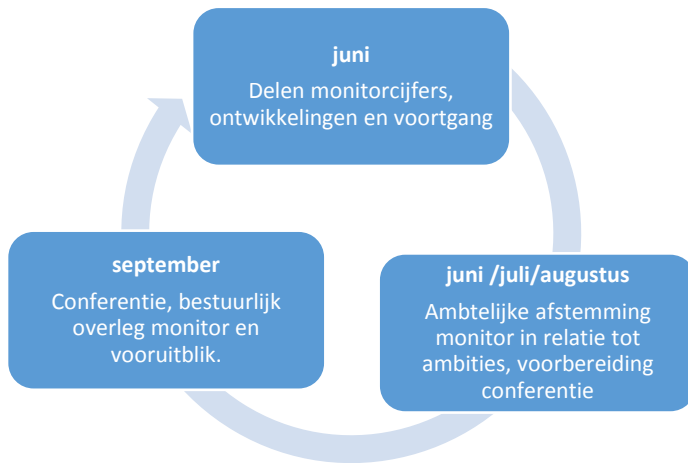 juni
Delen monitorcijfers,
ontwikkelingen en voortgang
juni /juli/augustus
Ambtelijke afstemming
monitor in relatie tot
ambities, voorbereiding
conferentie
september
Conferentie, bestuurlijk
overleg monitor en
vooruitblik.